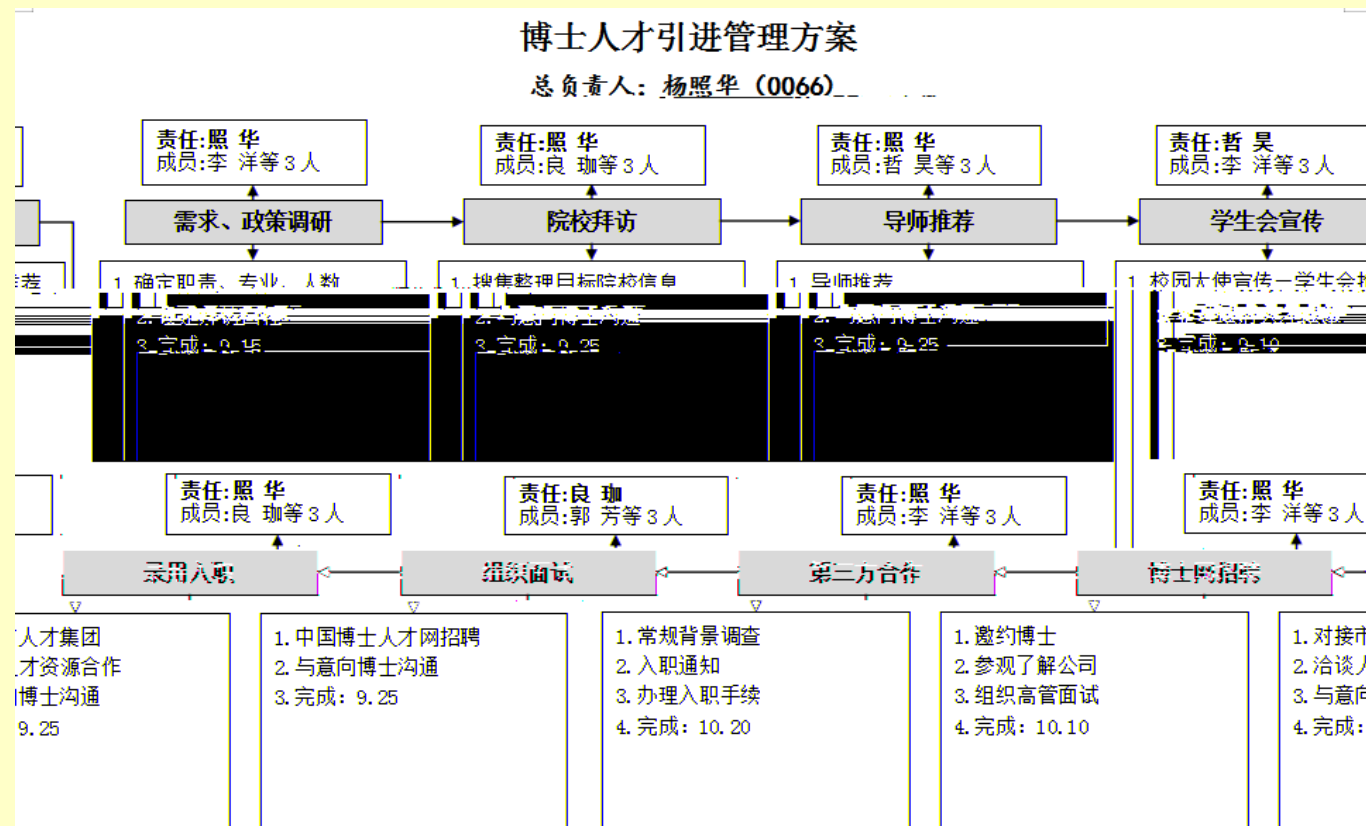 博士人才引进管理方案
总负责人：杨照华（0066）
责任:照 华
成员:李 洋等3人
责任:照 华
成员:良 珈等3人
责任:照 华
成员:哲 昊等3人
责任:哲 昊
成员:李 洋等3人
需求、政策调研
院校拜访
导师推荐
学生会宣传
荐
1.确定职责、专业、人数
1.搜集整理目标院校信息
1.导师推荐
1.校园大使宣传—学生会
3.完成：9.15
3.完成：9.25
3.完成：9.25
3.完成：9.10
责任:照 华
成员:良 珈等3人
责任:良 珈
成员:郭 芳等3人
责任:照 华
成员:李 洋等3人
责任:照 华
成员:李 洋等3人
录用入职
组织面试
第三方合作
博士网招聘
人才集团
才资源合作
博士沟通
9.25
1.中国博士人才网招聘
2.与意向博士沟通
3.完成：9.25
1.常规背景调查
2.入职通知
3.办理入职手续
4.完成：10.20
1.邀约博士
2.参观了解公司
3.组织高管面试
4.完成：10.10
1.对接市
2.洽谈人
3.与意向
4.完成：